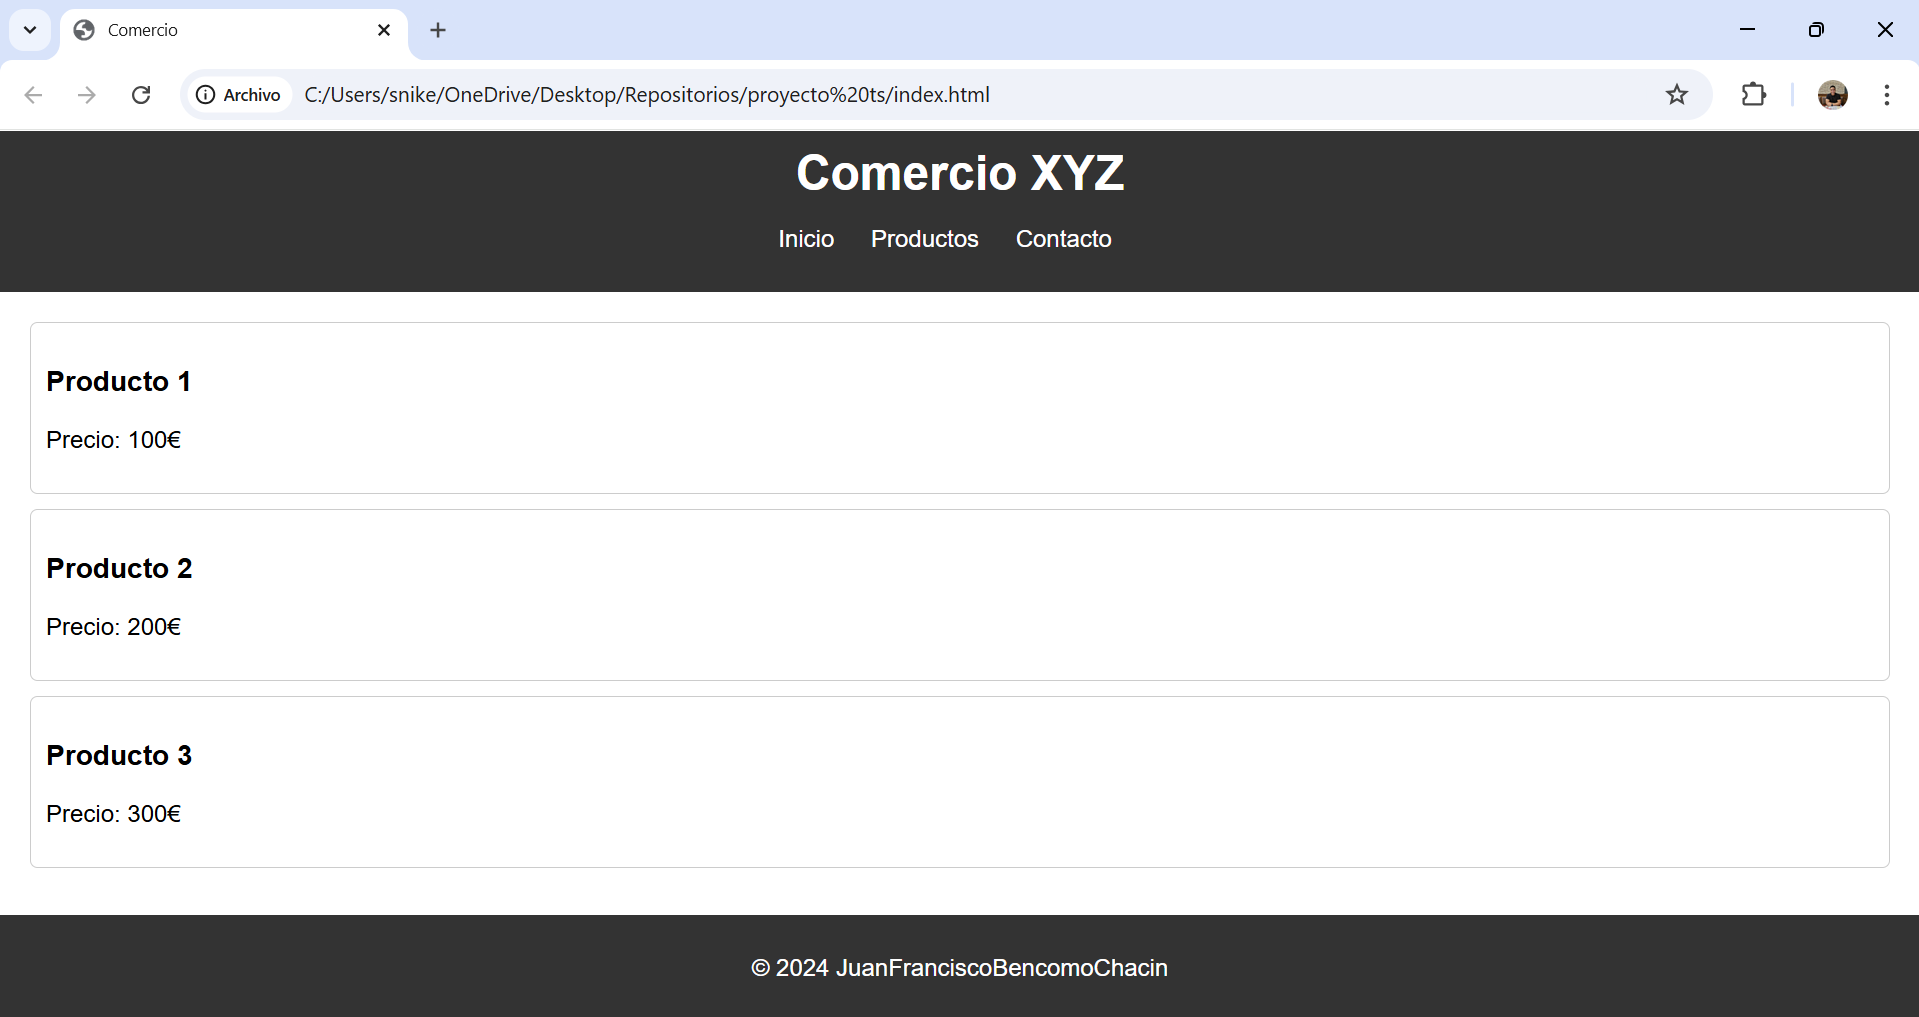 Comercio
Archivo
C:/Users/snike/OneDrive/Desktop/Repositorios/proyecto%20ts/index.html
Comercio XYZ
Inicio Productos Contacto
Producto 1
Precio: 100€
Producto 2
Precio: 200€
Producto 3
Precio: 300€
© 2024 JuanFranciscoBencomoChacin